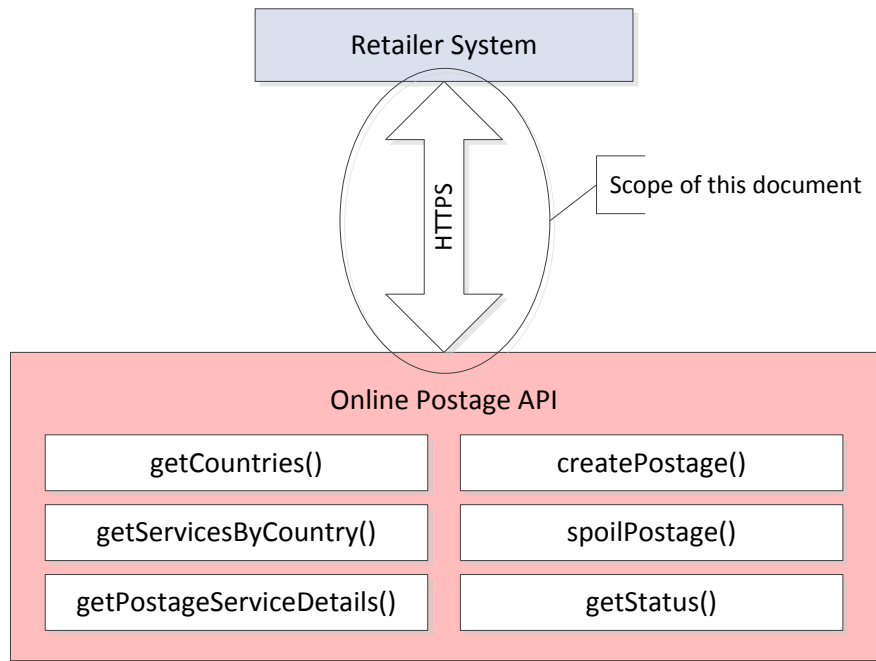 Retailer System
HTTPS
Scope of this document
Online Postage API
getCountries()
createPostage()
getServicesByCountry()
spoilPostage()
getPostageServiceDetails()
getStatus()